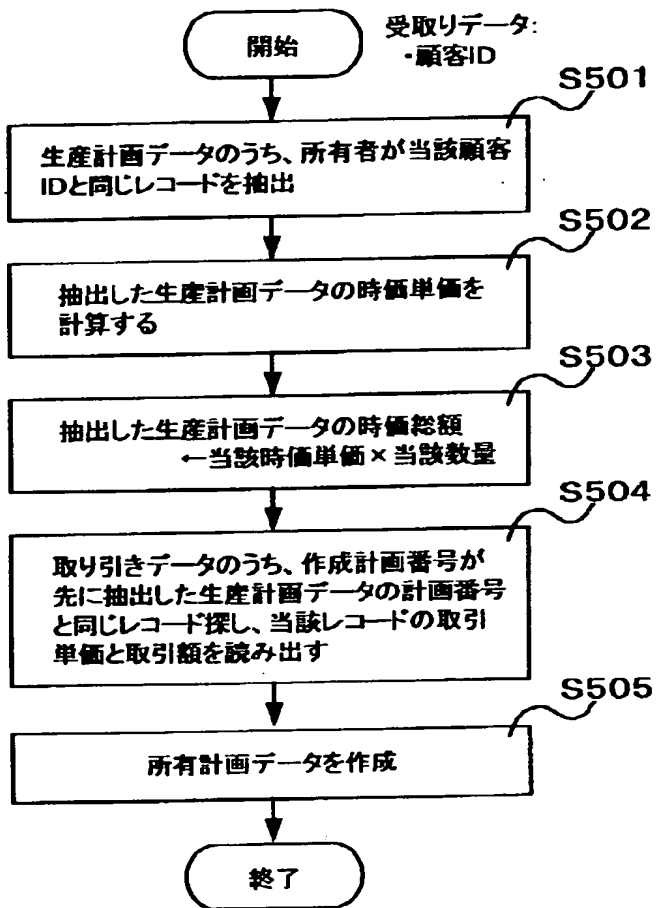 開始
受取りデータ:
・顧客ID
S501
生産計画データのうち、所有者が当該顧客
IDと同じレコードを抽出
S502
抽出した生産計画データの時価単価を
計算する
S503
抽出した生産計画データの時価総額
←当該時価単価×当該数量
S504
取り引きデータのうち、作成計画番号が
先に抽出した生産計画データの計画番号
と同じレコード探し、当該レコードの取引
単価と取引額を読み出す
S505
所有計画データを作成
終了